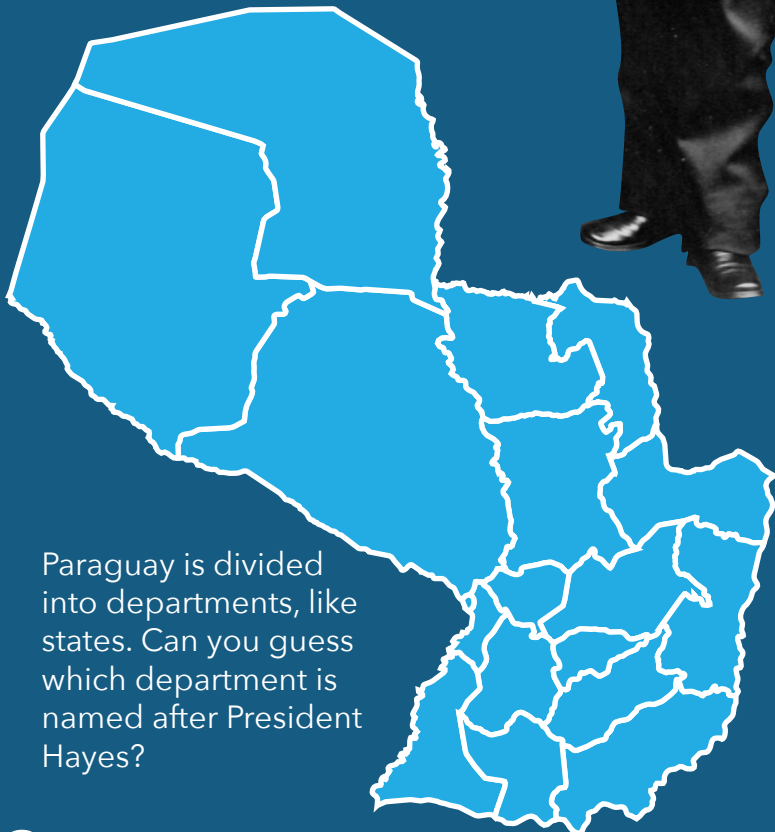 Paraguay is divided
into departments, like
states. Can you guess
which department is
named after President
Hayes?